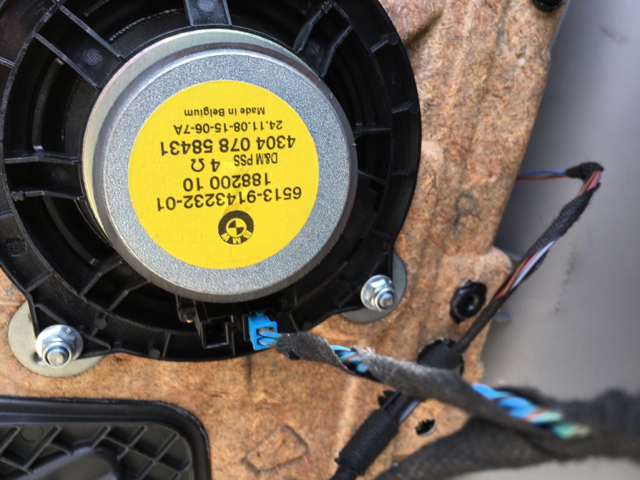 BMW
6513-9143232-01
188200 10
D&M PSS 4 Ω
4304 078 58431
24.11.08-15-06-7A
Made in Belgium